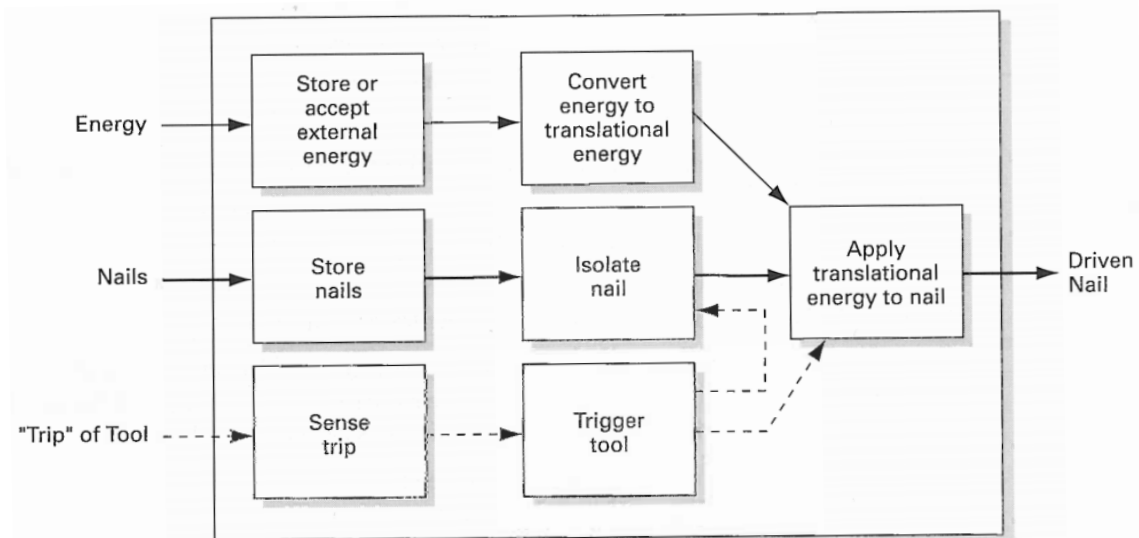 Energy
Store or
accept
external
energy
Convert
energy to
translational
energy
Nails
Store
nails
Isolate
nail
Apply
translational
energy to nail
Driven
Nail
"Trip" of Tool
Sense
trip
Trigger
tool